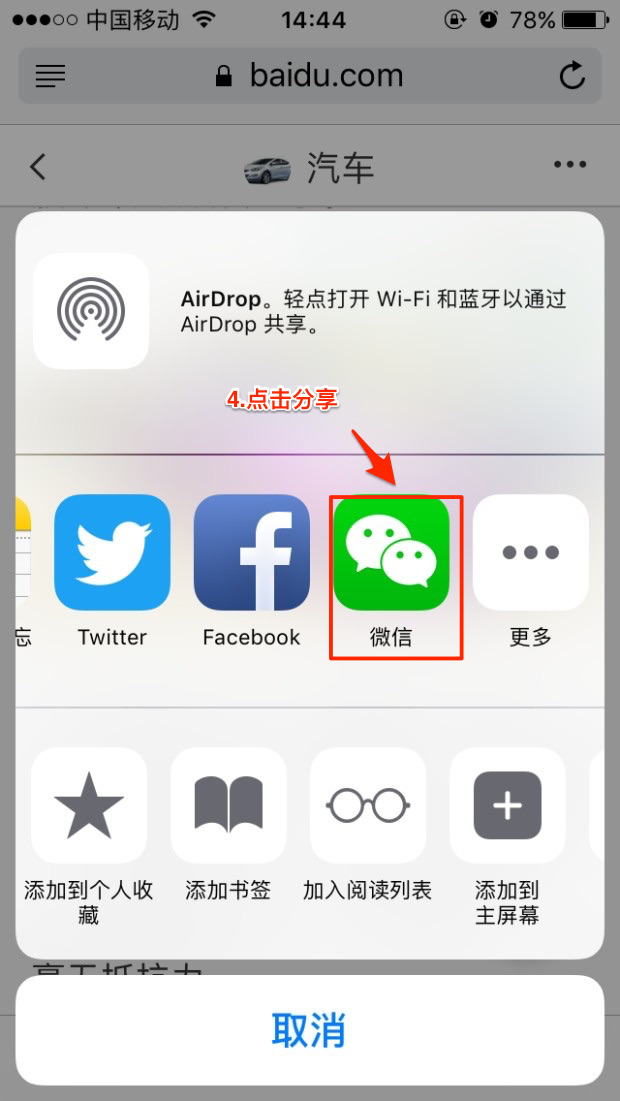 中国移动 14:44 78%
baidu.com
汽车
AirDrop。轻点打开 Wi-Fi 和蓝牙以通过
AirDrop 共享。
4.点击分享
忘 Twitter Facebook 微信 更多
添加到个人收 添加书签 加入阅读列表 添加到
藏 主屏幕
取消